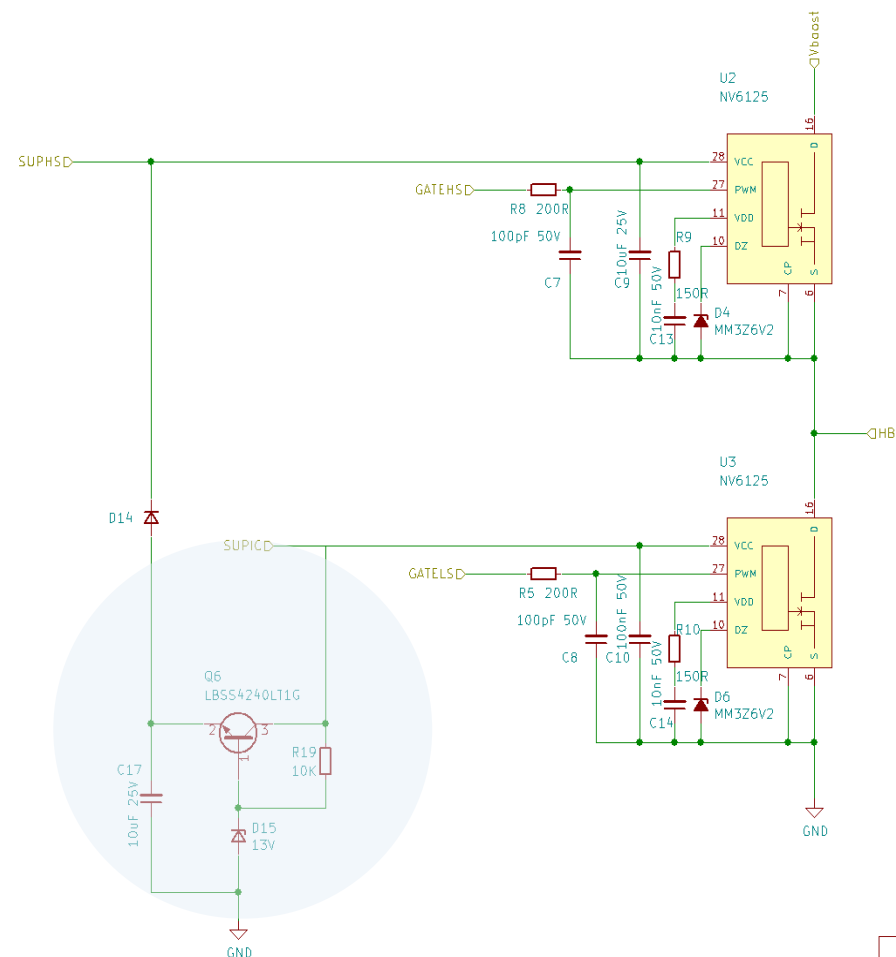 Vboost
U2
NV6125
16
D
SUPHS
28
VCC
GATEHS
27
PWM
R8 200R
11
VDD
100pF 50V
10uF 25V
R9
10
DZ
C7
C9
10nF 50V
150R
CP
S
7
6
D4
MM3Z6V2
C13
HB
U3
NV6125
16
D
D14
SUPIC
28
VCC
GATELS
27
PWM
R5 200R
11
VDD
100pF 50V
100nF 50V
R10
10
DZ
C8
C10
10nF 50V
150R
CP
S
7
6
Q6
LBSS4240LT1G
D6
MM3Z6V2
C14
2
3
1
R19
10K
C17
10uF 25V
D15
13V
GND
GND